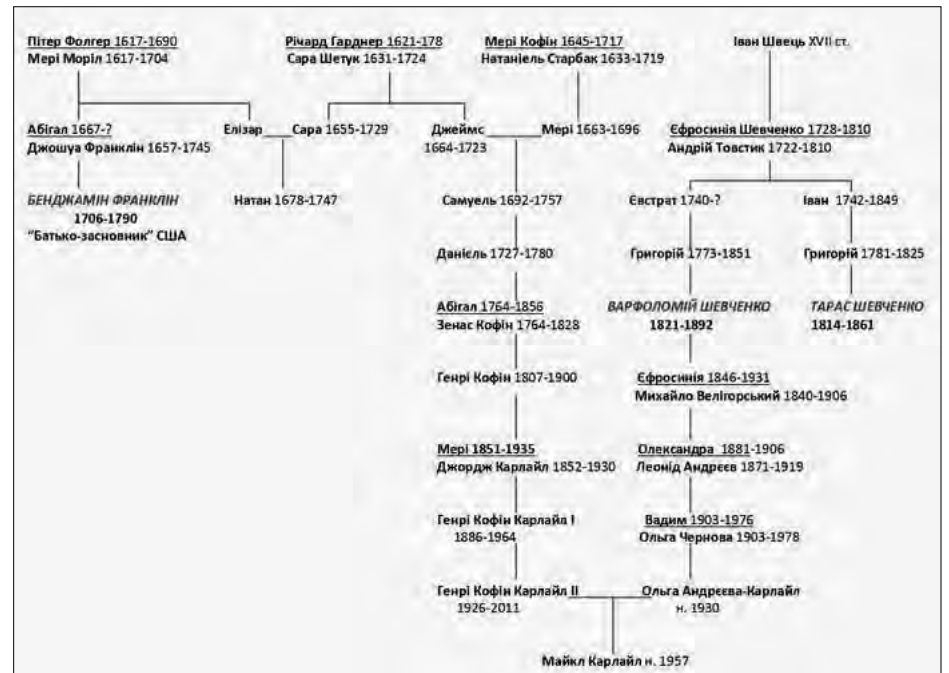 Пітер Фолгер 1617-1690
Мері Моріл 1617-1704
Річард Гарднер 1621-178
Сара Шетук 1631-1724
Мері Кофін 1645-1717
Натаніель Старбак 1633-1719
Іван Швець XVII ст.
Абігал 1667-?
Джошуа Франклін 1657-1745
Елізар
Сара 1655-1729
Джеймс
1664-1723
Мері 1663-1696
Єфросинія Шевченко 1728-1810
Андрій Товстик 1722-1810
БЕНДЖАМІН ФРАНКЛІН
1706-1790
"Батько-засновник" США
Натан 1678-1747
Самуель 1692-1757
Євстрат 1740-?
Іван 1742-1849
Данієль 1727-1780
Григорій 1773-1851
Григорій 1781-1825
Абігал 1764-1856
Зенас Кофін 1764-1828
ВАРФОЛОМІЙ ШЕВЧЕНКО
1821-1892
ТАРАС ШЕВЧЕНКО
1814-1861
Генрі Кофін 1807-1900
Єфросинія 1846-1931
Михайло Велігорський 1840-1906
Мері 1851-1935
Джордж Карлайл 1852-1930
Олександра 1881-1906
Леонід Андрєєв 1871-1919
Генрі Кофін Карлайл І
1886-1964
Вадим 1903-1976
Ольга Чернова 1903-1978
Генрі Кофін Карлайл ІІ
1926-2011
Ольга Андрєєва-Карлайл
н. 1930
Майкл Карлайл н. 1957